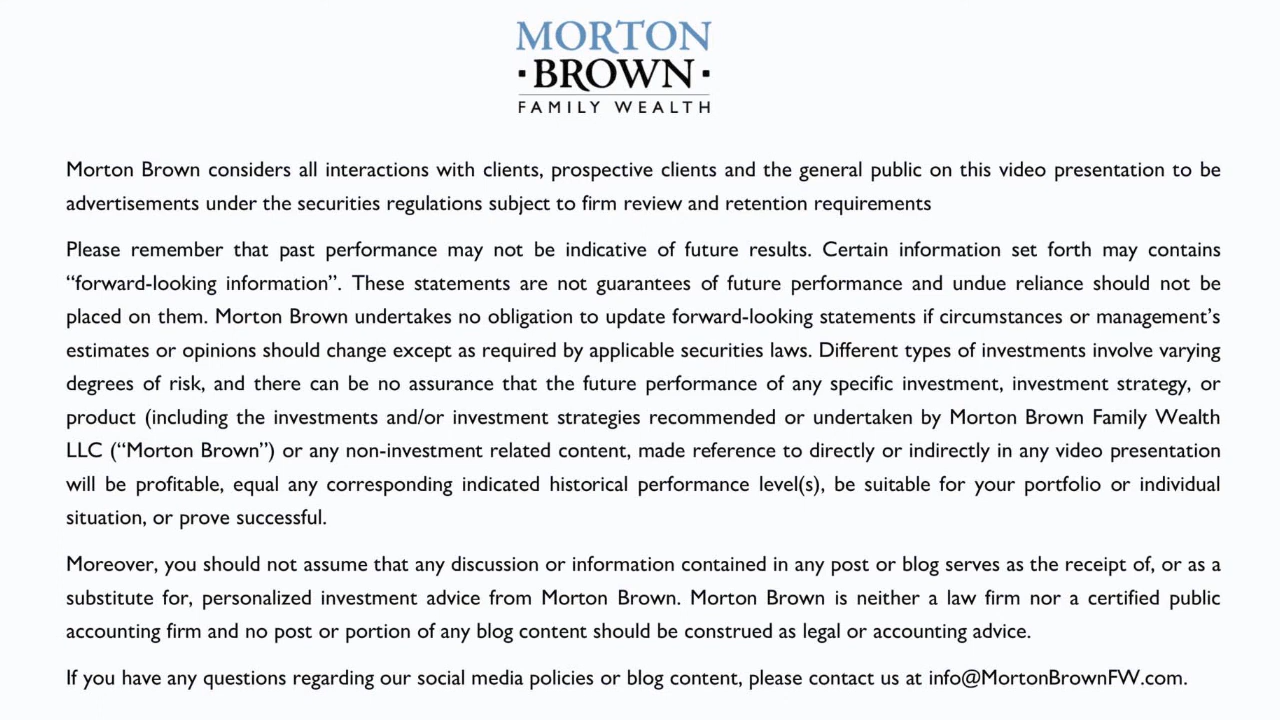 MORTON
·BROWN·
FAMILY WEALTH
Morton Brown considers all interactions with clients, prospective clients and the general public on this video presentation to be
advertisements under the securities regulations subject to firm review and retention requirements
Please remember that past performance may not be indicative of future results. Certain information set forth may contains
“forward-looking information”. These statements are not guarantees of future performance and undue reliance should not be
placed on them. Morton Brown undertakes no obligation to update forward-looking statements if circumstances or management’s
estimates or opinions should change except as required by applicable securities laws. Different types of investments involve varying
degrees of risk, and there can be no assurance that the future performance of any specific investment, investment strategy, or
product (including the investments and/or investment strategies recommended or undertaken by Morton Brown Family Wealth
LLC (“Morton Brown”) or any non-investment related content, made reference to directly or indirectly in any video presentation
will be profitable, equal any corresponding indicated historical performance level(s), be suitable for your portfolio or individual
situation, or prove successful.
Moreover, you should not assume that any discussion or information contained in any post or blog serves as the receipt of, or as a
substitute for, personalized investment advice from Morton Brown. Morton Brown is neither a law firm nor a certified public
accounting firm and no post or portion of any blog content should be construed as legal or accounting advice.
If you have any questions regarding our social media policies or blog content, please contact us at info@MortonBrownFW.com.